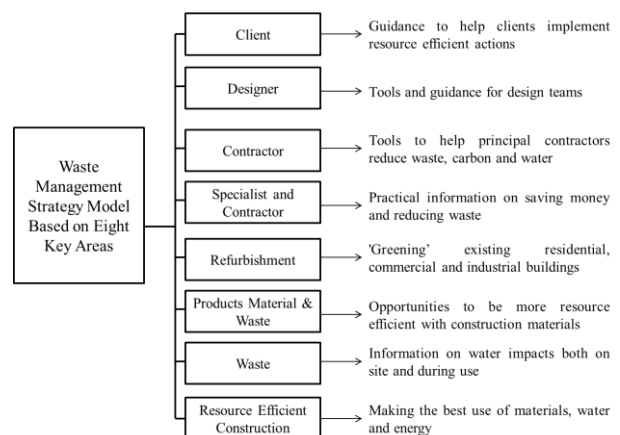 Waste
Management
Strategy Model
Based on Eight
Key Areas
Client
Guidance to help clients implement
resource efficient actions
Designer
Tools and guidance for design teams
Contractor
Tools to help principal contractors
reduce waste, carbon and water
Specialist and
Contractor
Practical information on saving money
and reducing waste
Refurbishment
'Greening’ existing residential,
commercial and industrial buildings
Products Material &
Waste
Opportunities to be more resource
efficient with construction materials
Waste
Information on water impacts both on
site and during use
Resource Efficient
Construction
Making the best use of materials, water
and energy